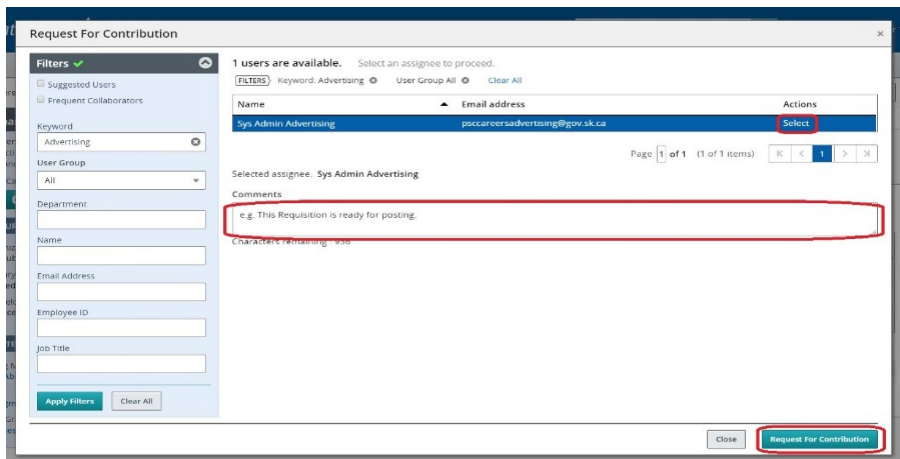 Request For Contribution
×
Filters
Suggested Users
Frequent Collaborators
Keyword
Advertising
User Group
All
Department
Name
Email Address
Employee ID
Job Title
Apply Filters Clear All
1 users are available. Select an assignee to proceed.
FILTERS Keyword: Advertising User Group All Clear All
Name Email address Actions
Sys Admin Advertising psccareersadvertising@gov.sk.ca Select
Page 1 of 1 (1 of 1 items) K < 1 > X
Selected assignee. Sys Admin Advertising
Comments
e.g. This Requisition is ready for posting.
Characters remaining : 956
Close Request For Contribution